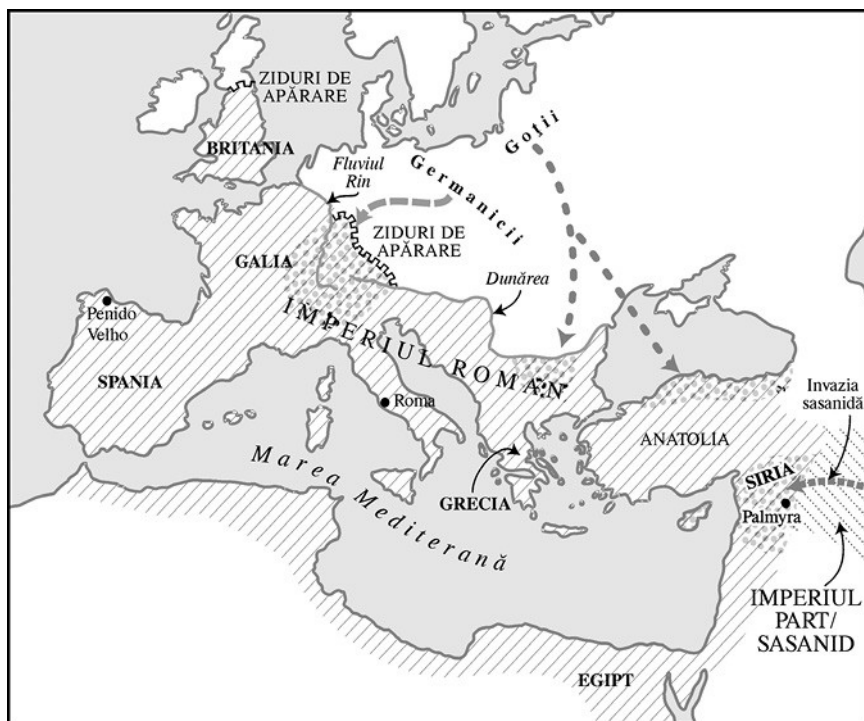 ZIDURI DE
APĂRARE
BRITANIA
Fluviul
Rin
Germanicii
Goții
ZIDURI DE
APĂRARE
GALIA
Dunărea
Penido
Velho
IMPERIUL ROMAN
SPANIA
Roma
Invazia
sasanidă
ANATOLIA
SIRIA
Marea Mediterană
GRECIA
Palmyra
IMPERIUL
PART/
SASANID
EGIPT